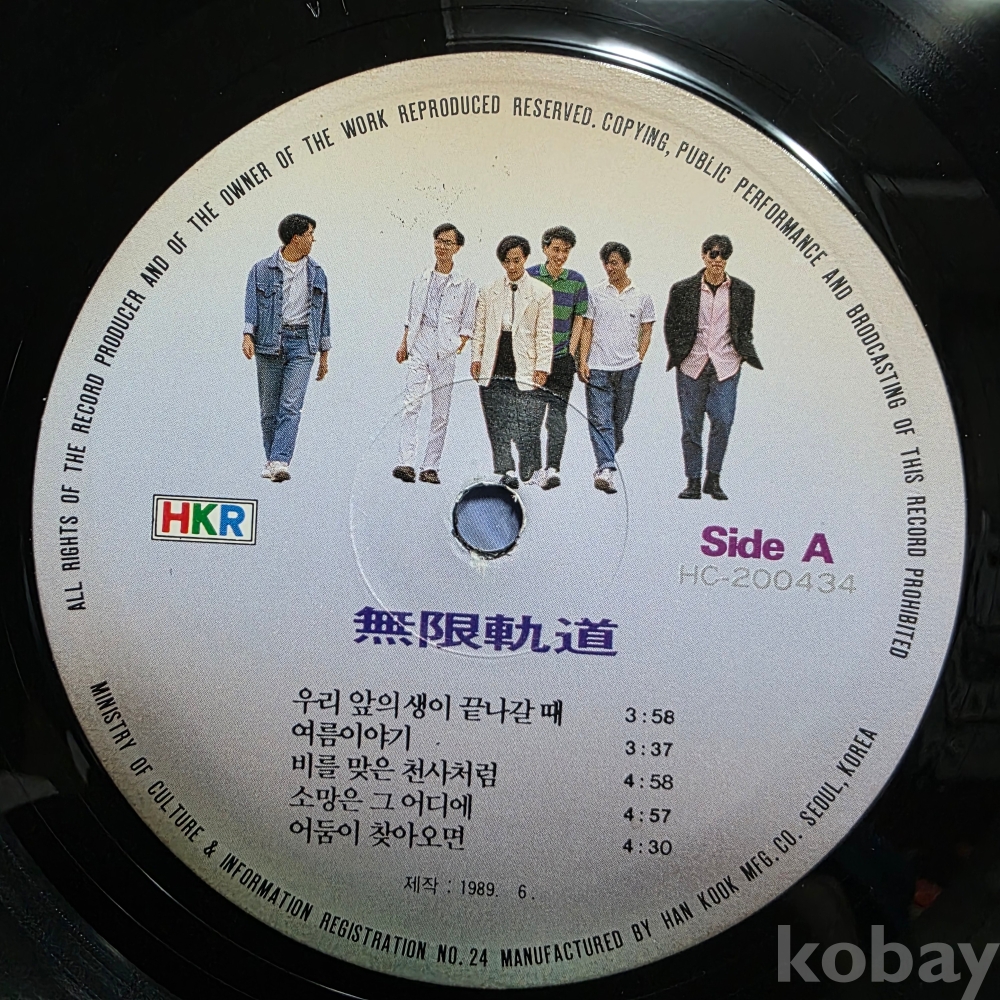 ALL RIGHTS OF THE RECORD PRODUCER AND OF THE OWNER OF THE WORK REPRODUCED RESERVED. COPYING, PUBLIC PERFORMANCE AND BRODCASTING OF THIS RECORD PROHIBITED
HKR
Side A
HC-200434
無限軌道
우리 앞의 생이 끝나갈 때 3:58
여름이야기 3:37
비를 맞은 천사처럼 4:58
소망은 그 어디에 4:57
어둠이 찾아오면 4:30
제작 : 1989. 6.
MINISTRY OF CULTURE & INFORMATION REGISTRATION NO. 24 MANUFACTURED BY HAN KOOK MFG. CO. SEOUL, KOREA
kobay